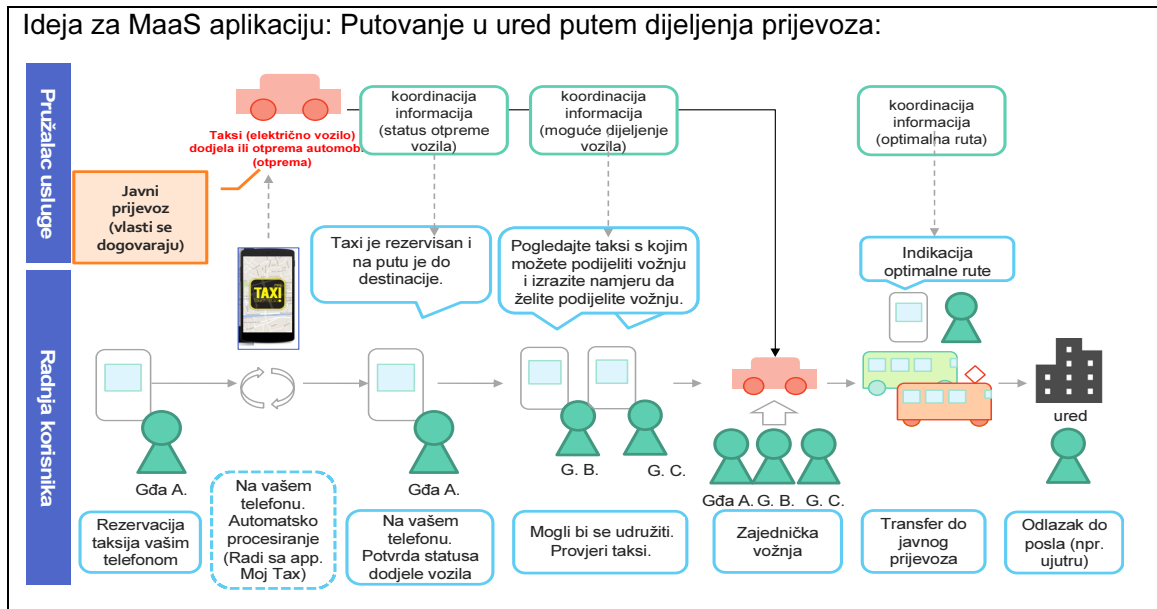 Ideja za MaaS aplikaciju: Putovanje u ured putem dijeljenja prijevoza:
Pružalac usluge
Taksi (električno vozilo)
dodjela ili otprema automobi
(otprema)
koordinacija
informacija
(status otpreme
vozila)
koordinacija
informacija
(moguće dijeljenje
vozila)
koordinacija
informacija
(optimalna ruta)
Javni
prijevoz
(vlasti se
dogovaraju)
TAXI
Taxi je rezervisan i
na putu je do
destinacije.
Pogledajte taksi s kojim
možete podijeliti vožnju
i izrazite namjeru da
želite podijelite vožnju.
Indikacija
optimalne rute
Radnja korisnika
Gđa A.
Gđa A.
G. B.
G. C.
Gđa A.
G. B.
G. C.
ured
Rezervacija
taksija vašim
telefonom
Na vašem
telefonu.
Automatsko
procesiranje
(Radi sa app.
Moj Tax)
Na vašem
telefonu.
Potvrda statusa
dodjele vozila
Mogli bi se udružiti.
Provjeri taksi.
Zajednička
vožnja
Transfer do
javnog
prijevoza
Odlazak do
posla (npr.
ujutru)